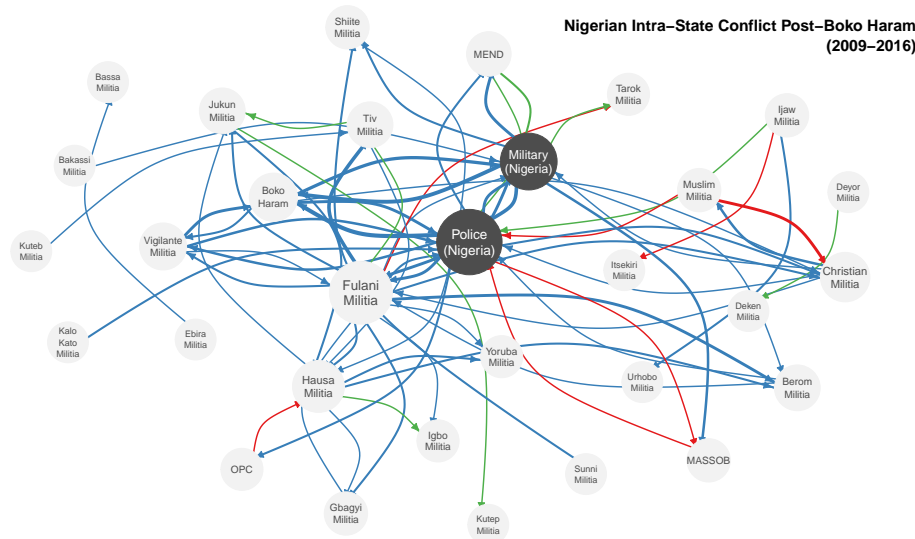 Nigerian Intra−State Conflict Post−Boko Haram
(2009−2016)
Shiite
Militia
MEND
Bassa
Militia
Tarok
Militia
Jukun
Militia
Tiv
Militia
Ijaw
Militia
Military
(Nigeria)
Bakassi
Militia
Boko
Haram
Muslim
Militia
Deyor
Militia
Kuteb
Militia
Vigilante
Militia
Police
(Nigeria)
Itsekiri
Militia
Christian
Militia
Fulani
Militia
Deken
Militia
Kalo
Kato
Militia
Ebira
Militia
Yoruba
Militia
Hausa
Militia
Urhobo
Militia
Berom
Militia
Igbo
Militia
OPC
Sunni
Militia
MASSOB
Gbagyi
Militia
Kutep
Militia